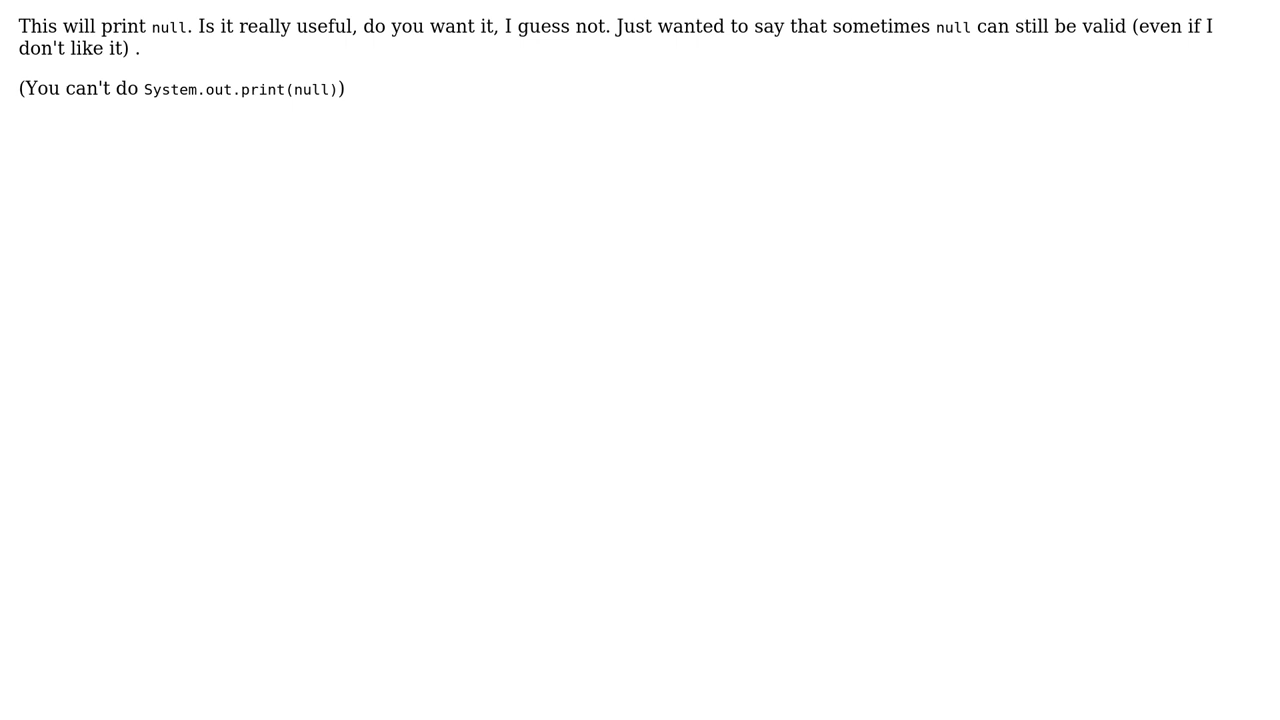 This will print null. Is it really useful, do you want it, I guess not. Just wanted to say that sometimes null can still be valid (even if I
don't like it) .
(You can't do System.out.print(null))